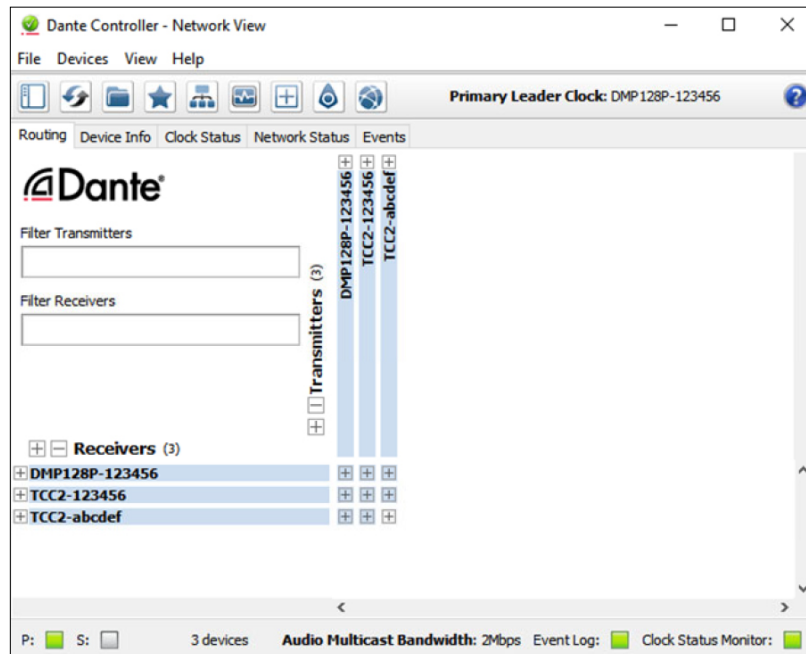 Dante Controller - Network View
File Devices View Help
Primary Leader Clock: DMP128P-123456
Routing Device Info Clock Status Network Status Events
Dante®
Filter Transmitters
Filter Receivers
Transmitters (3)
DMP128P-123456
TCC2-123456
TCC2-abcdef
Receivers (3)
DMP128P-123456
TCC2-123456
TCC2-abcdef
P: S: 3 devices Audio Multicast Bandwidth: 2Mbps Event Log: Clock Status Monitor: